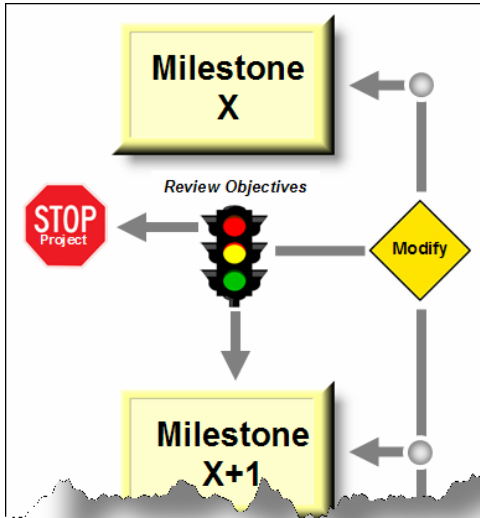 Milestone
X
Review Objectives
STOP
Project
Modify
Milestone
X+1